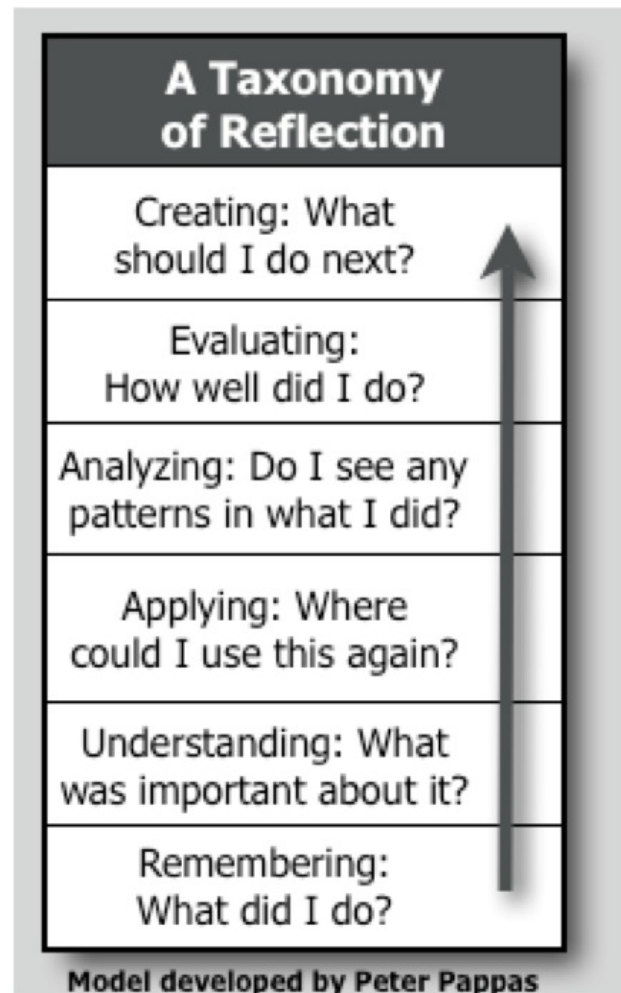 A Taxonomy
of Reflection
Creating: What
should I do next?
Evaluating:
How well did I do?
Analyzing: Do I see any
patterns in what I did?
Applying: Where
could I use this again?
Understanding: What
was important about it?
Remembering:
What did I do?
Model developed by Peter Pappas